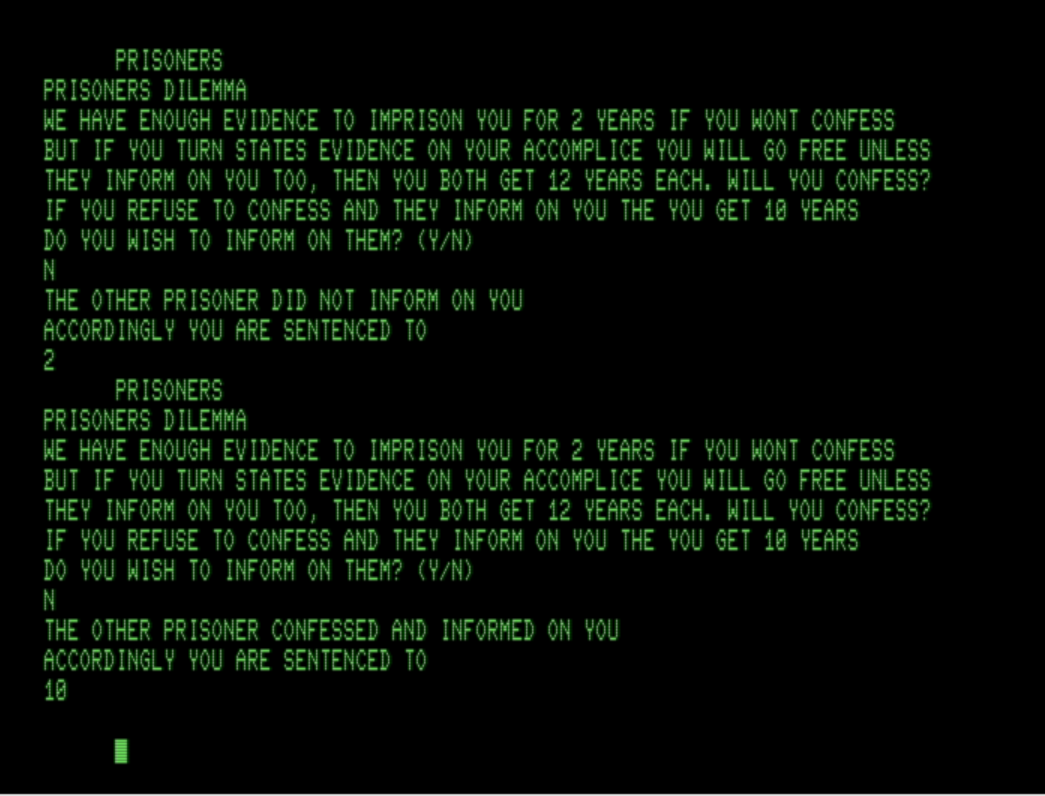 PRISONERS
PRISONERS DILEMMA
WE HAVE ENOUGH EVIDENCE TO IMPRISON YOU FOR 2 YEARS IF YOU WONT CONFESS
BUT IF YOU TURN STATES EVIDENCE ON YOUR ACCOMPLICE YOU WILL GO FREE UNLESS
THEY INFORM ON YOU TOO, THEN YOU BOTH GET 12 YEARS EACH. WILL YOU CONFESS?
IF YOU REFUSE TO CONFESS AND THEY INFORM ON YOU THE YOU GET 10 YEARS
DO YOU WISH TO INFORM ON THEM? (Y/N)
N
THE OTHER PRISONER DID NOT INFORM ON YOU
ACCORDINGLY YOU ARE SENTENCED TO
2
PRISONERS
PRISONERS DILEMMA
WE HAVE ENOUGH EVIDENCE TO IMPRISON YOU FOR 2 YEARS IF YOU WONT CONFESS
BUT IF YOU TURN STATES EVIDENCE ON YOUR ACCOMPLICE YOU WILL GO FREE UNLESS
THEY INFORM ON YOU TOO, THEN YOU BOTH GET 12 YEARS EACH. WILL YOU CONFESS?
IF YOU REFUSE TO CONFESS AND THEY INFORM ON YOU THE YOU GET 10 YEARS
DO YOU WISH TO INFORM ON THEM? (Y/N)
N
THE OTHER PRISONER CONFESSED AND INFORMED ON YOU
ACCORDINGLY YOU ARE SENTENCED TO
10